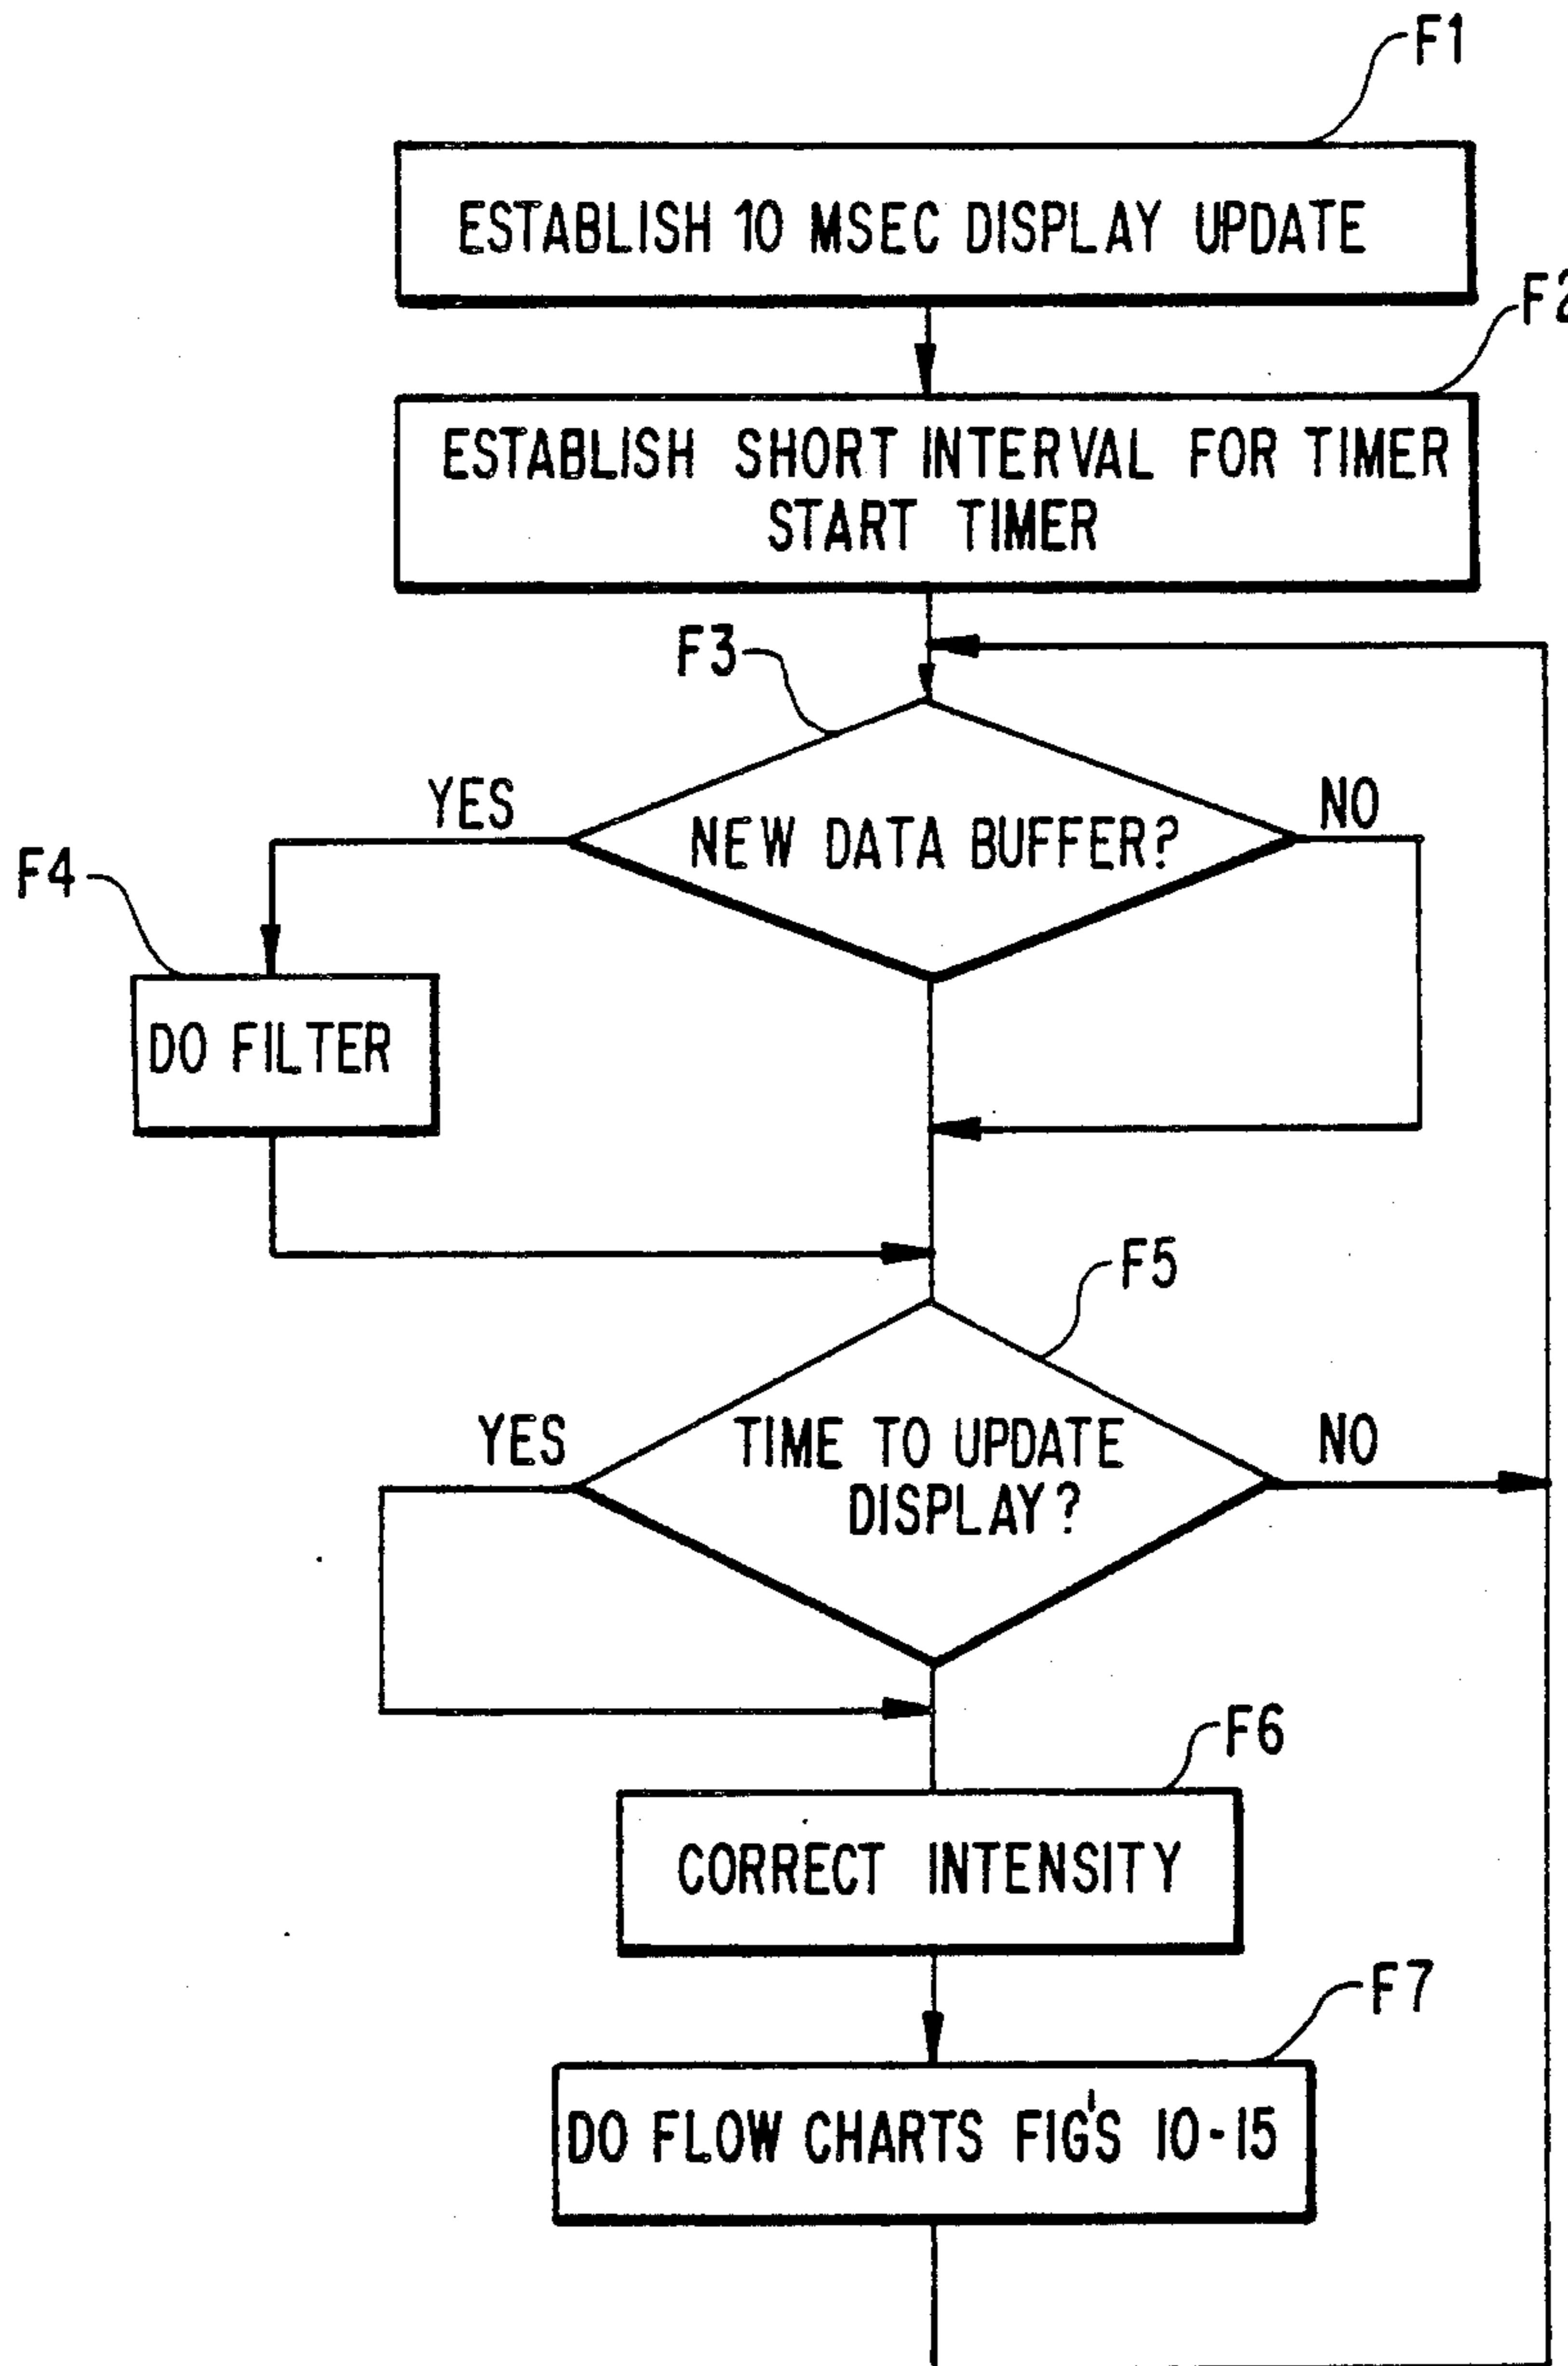 F1
ESTABLISH 10 MSEC DISPLAY UPDATE
F2
ESTABLISH SHORT INTERVAL FOR TIMER
START TIMER
F3
YES
NEW DATA BUFFER?
NO
F4
DO FILTER
F5
YES
TIME TO UPDATE
DISPLAY?
NO
F6
CORRECT INTENSITY
F7
DO FLOW CHARTS FIG'S 10-15